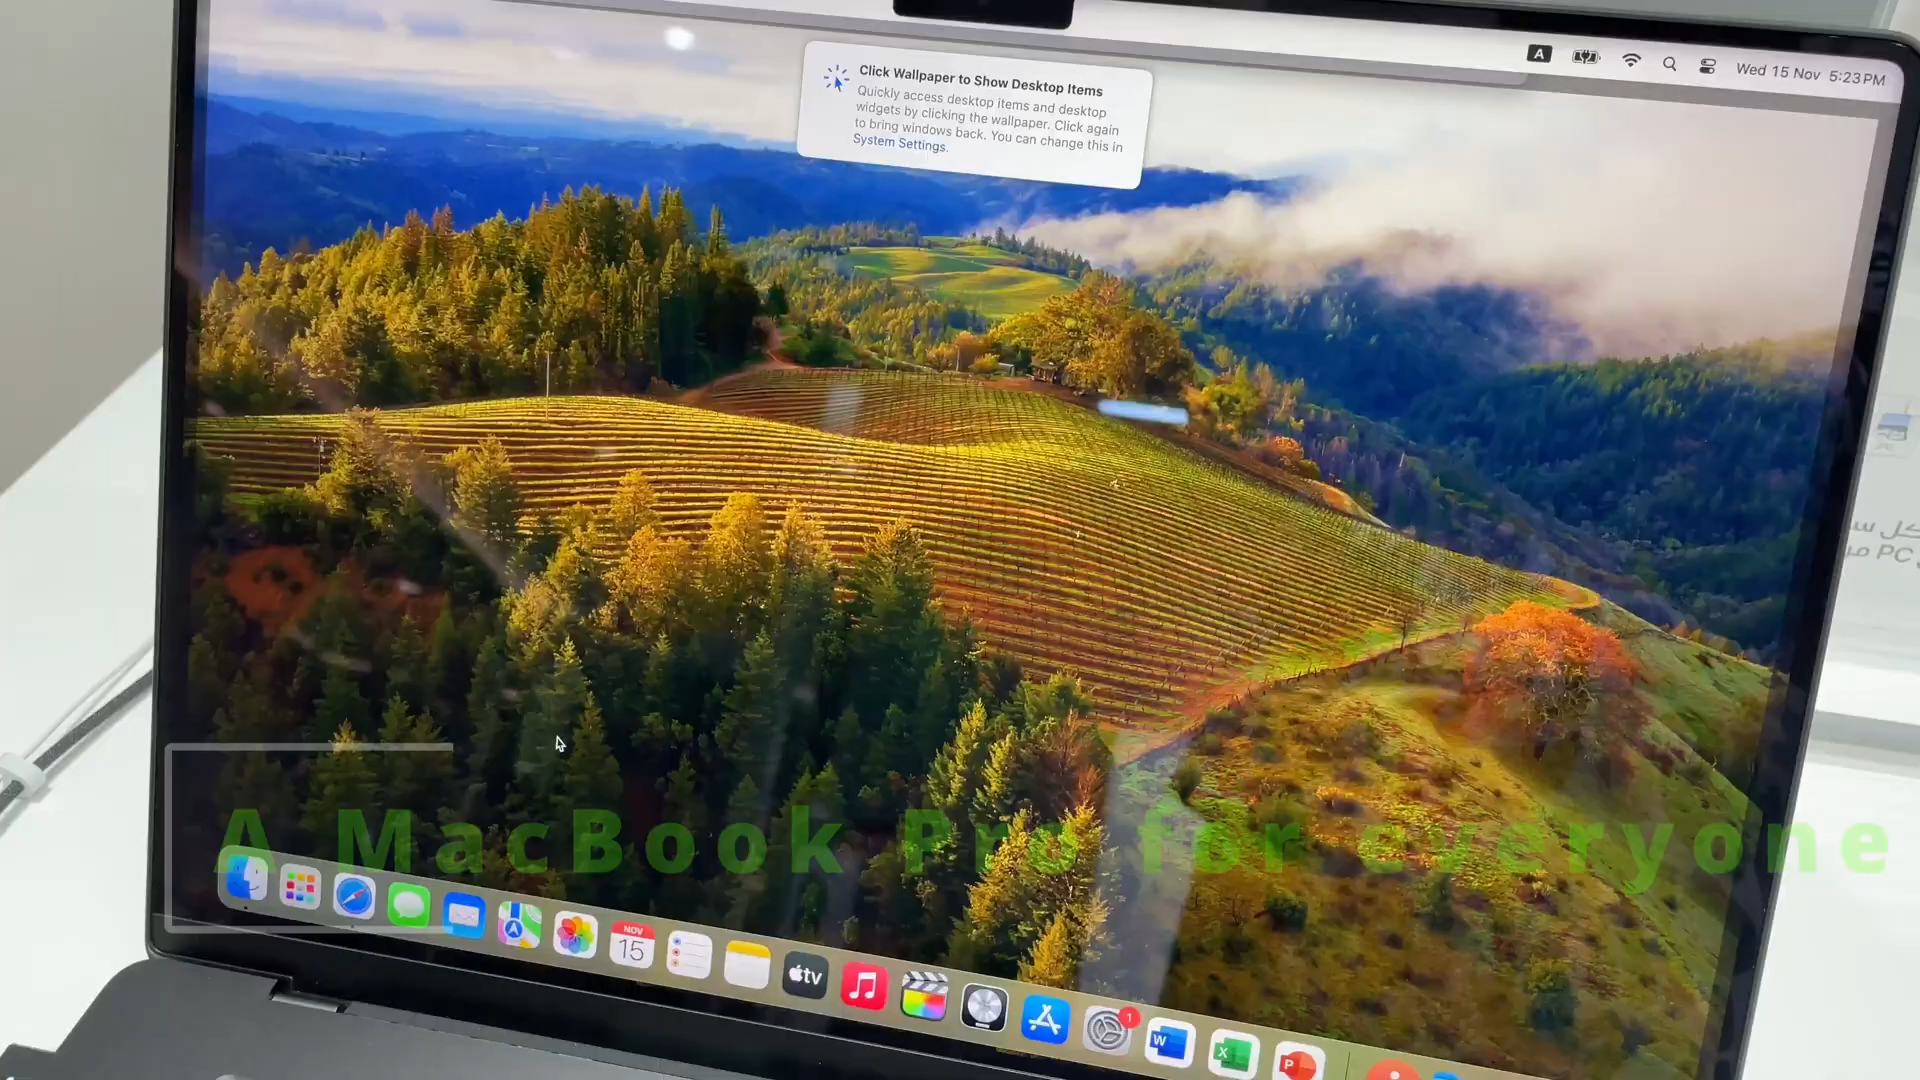 A
Wed 15 Nov 5:23 PM
Click Wallpaper to Show Desktop Items
Quickly access desktop items and desktop
widgets by clicking the wallpaper. Click again
to bring windows back. You can change this in
System Settings.
PC
A MacBook Pro for everyone
NOV
15
tv
1
W
X
P